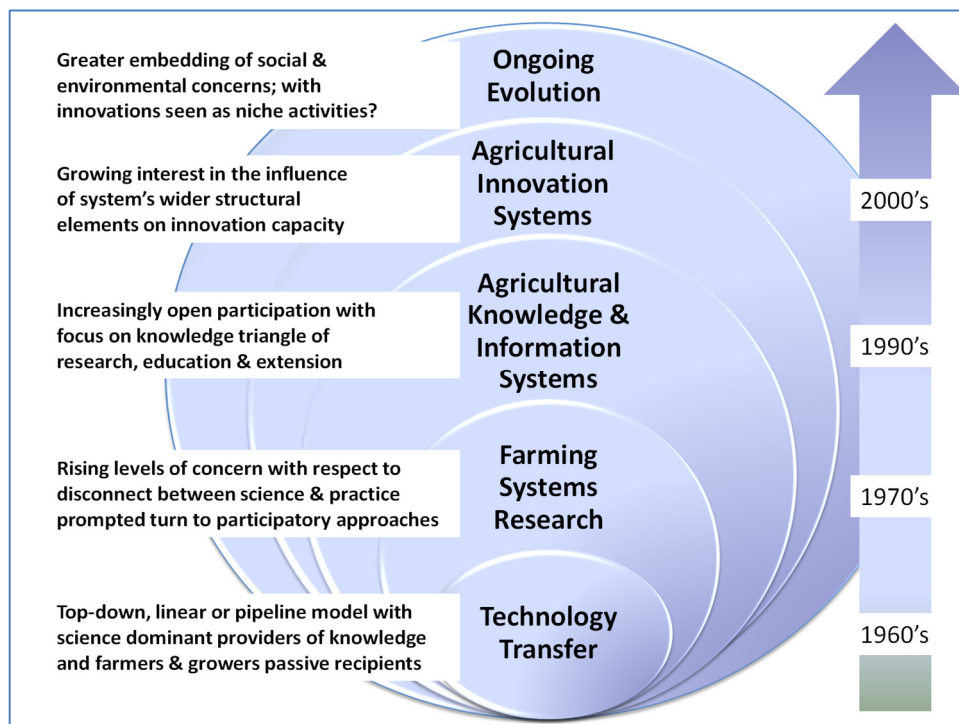 Greater embedding of social &
environmental concerns; with
innovations seen as niche activities?
Ongoing
Evolution
Growing interest in the influence
of system's wider structural
elements on innovation capacity
Agricultural
Innovation
Systems
2000's
Increasingly open participation with
focus on knowledge triangle of
research, education & extension
Agricultural
Knowledge &
Information
Systems
1990's
Rising levels of concern with respect to
disconnect between science & practice
prompted turn to participatory approaches
Farming
Systems
Research
1970's
Top-down, linear or pipeline model with
science dominant providers of knowledge
and farmers & growers passive recipients
Technology
Transfer
1960's